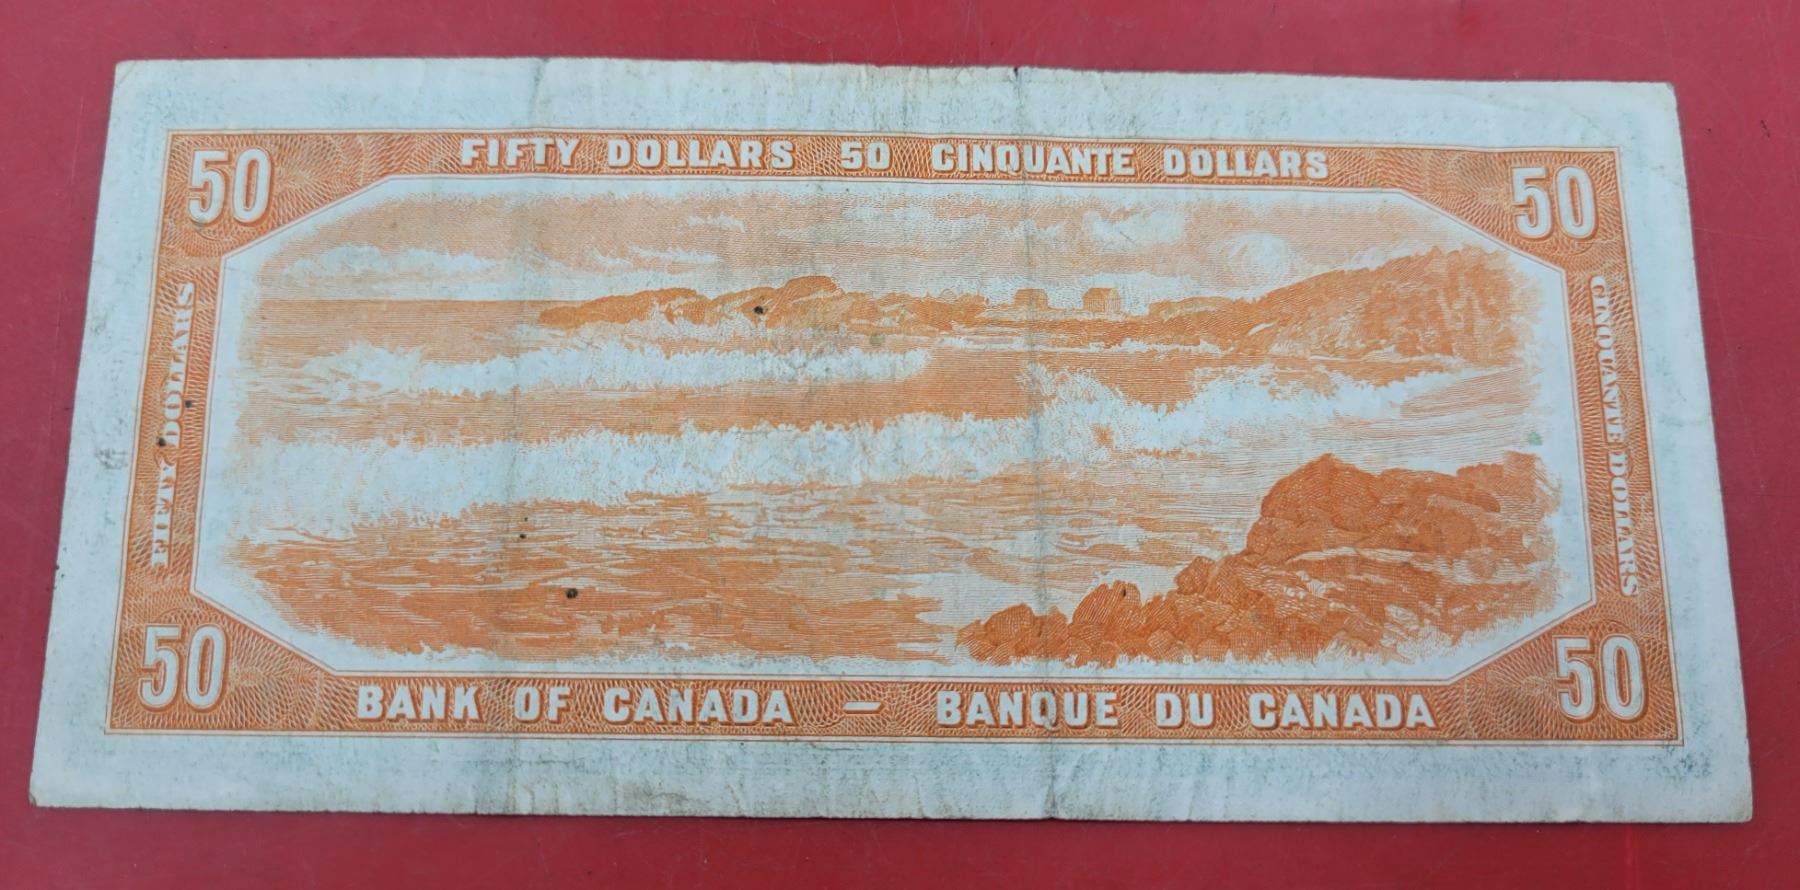 50 FIFTY DOLLARS 50 CINQUANTE DOLLARS 50
FIFTY DOLLARS
CINQUANTE DOLLARS
50 BANK OF CANADA – BANQUE DU CANADA 50